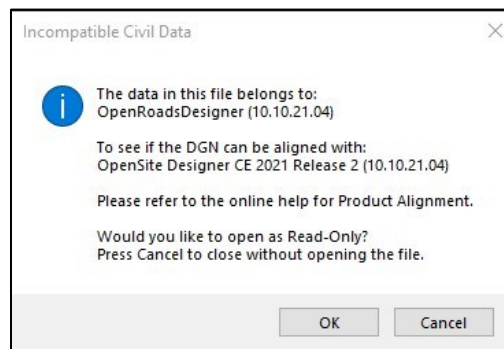 Incompatible Civil Data
The data in this file belongs to:
OpenRoadsDesigner (10.10.21.04)
To see if the DGN can be aligned with:
OpenSite Designer CE 2021 Release 2 (10.10.21.04)
Please refer to the online help for Product Alignment.
Would you like to open as Read-Only?
Press Cancel to close without opening the file.
OK
Cancel